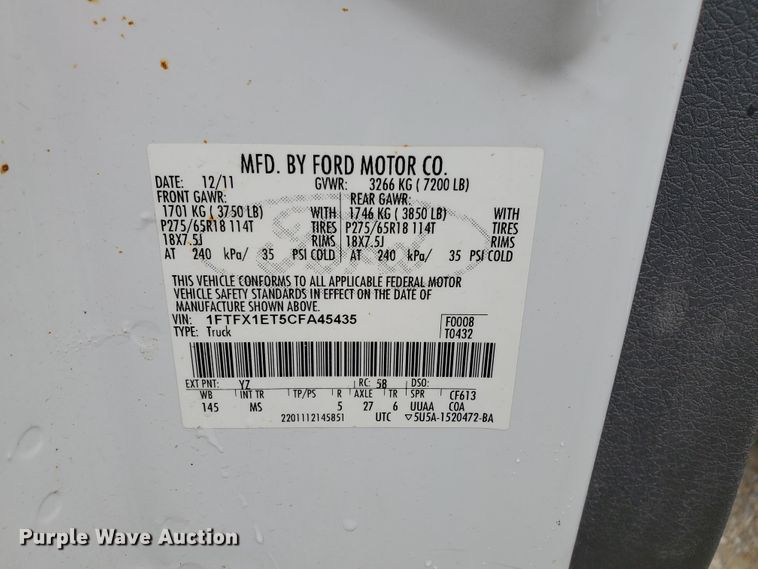 MFD. BY FORD MOTOR CO.
DATE: 12/11 GVWR: 3266 KG ( 7200 LB)
FRONT GAWR: REAR GAWR:
1701 KG ( 3750 LB) WITH 1746 KG ( 3850 LB) WITH
P275/65R18 114T TIRES P275/65R18 114T TIRES
18X7.5J RIMS 18X7.5J RIMS
AT 240 kPa/ 35 PSI COLD AT 240 kPa/ 35 PSI COLD
THIS VEHICLE CONFORMS TO ALL APPLICABLE FEDERAL MOTOR
VEHICLE SAFETY STANDARDS IN EFFECT ON THE DATE OF
MANUFACTURE SHOWN ABOVE.
VIN: 1FTFX1ET5CFA45435 F0008
TYPE: Truck T0432
EXT PNT: YZ RC: 58 DSO:
WB INT TR TP/PS R AXLE TR SPR CF613
145 MS 5 27 6 UUAA COA
2201112145851 UTC ▽5U5A-1520472-BA
Ford
Purple Wave Auction